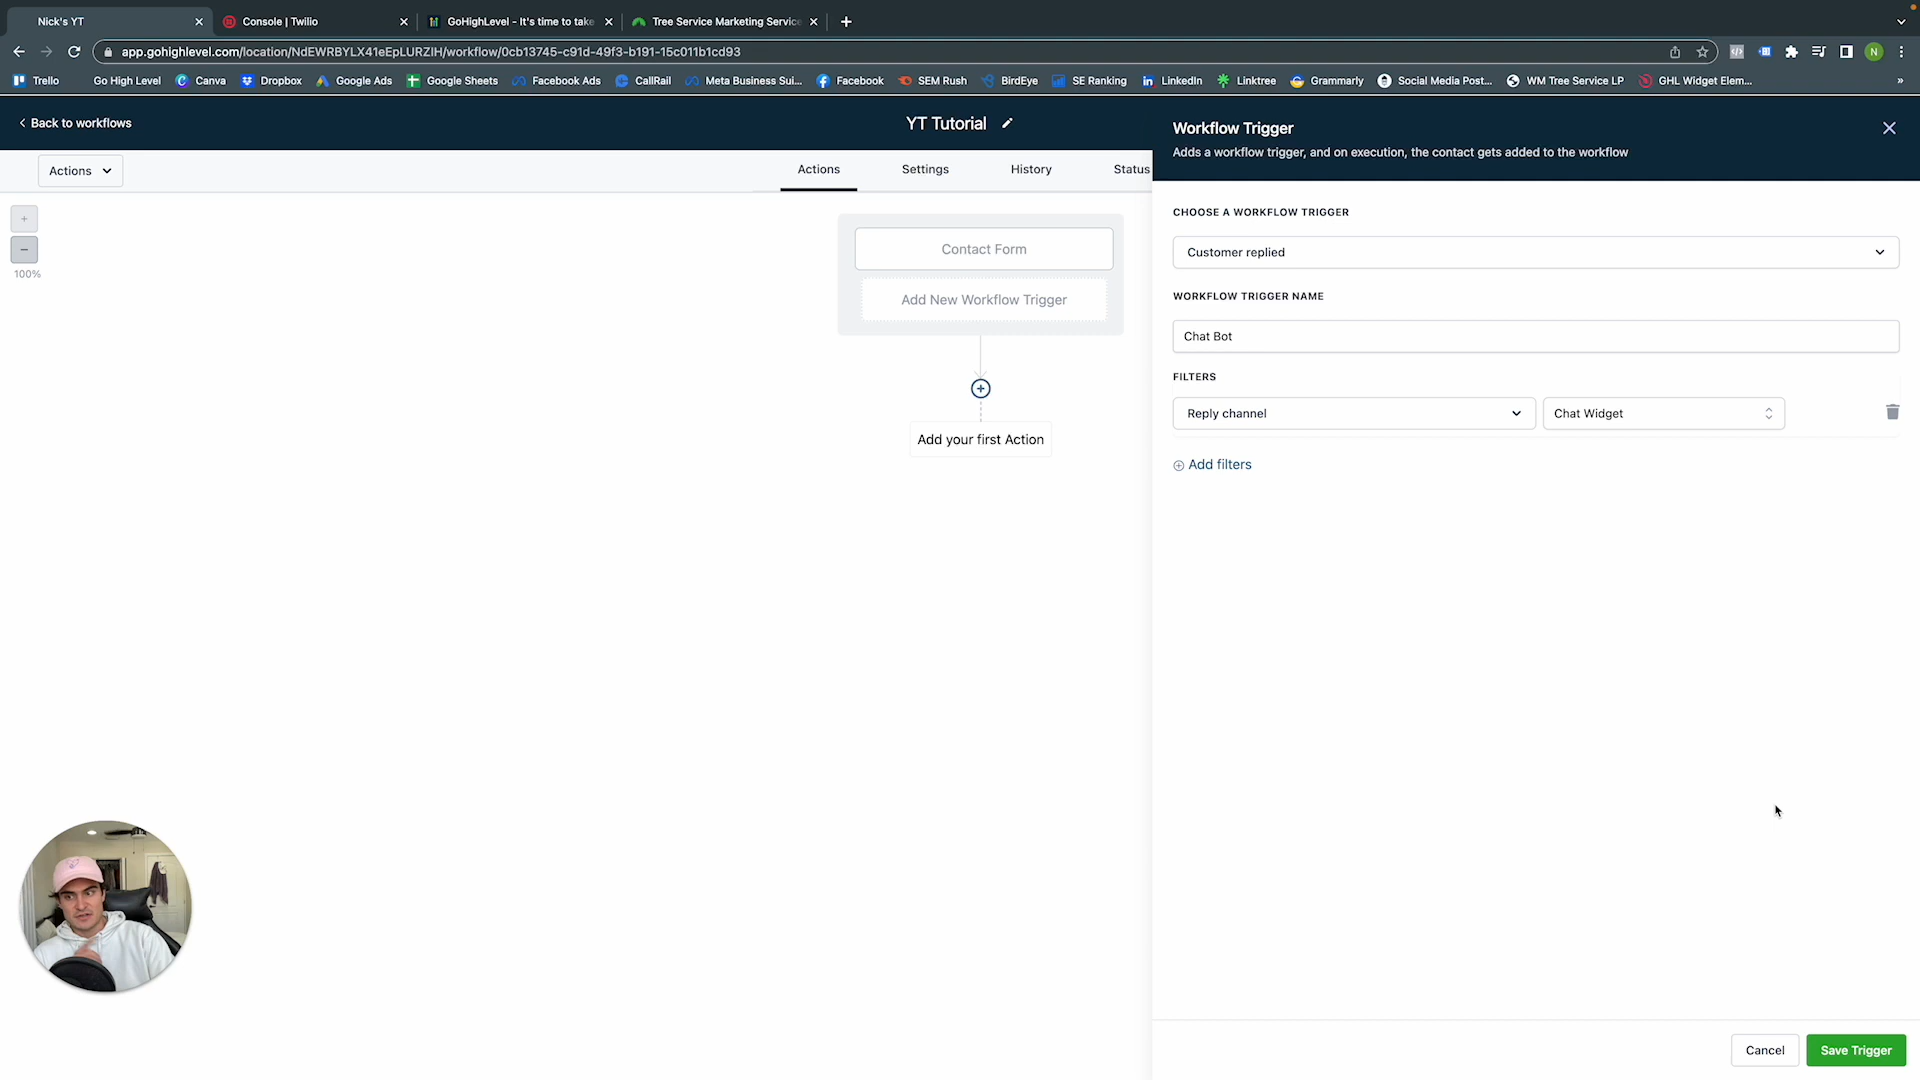 Nick's YT
Console | Twilio
GoHighLevel - It's time to take
Tree Service Marketing Service
app.gohighlevel.com/location/NdEWRBYLX41eEpLURZIH/workflow/0cb13745-c91d-49f3-b191-15c011b1cd93
N
Trello
Go High Level
Canva
Dropbox
Google Ads
Google Sheets
Facebook Ads
CallRail
Meta Business Sui...
Facebook
SEM Rush
BirdEye
SE Ranking
LinkedIn
Linktree
Grammarly
Social Media Post...
WM Tree Service LP
GHL Widget Elem...
»
Back to workflows
YT Tutorial
Actions
Actions
Settings
History
Status
+
−
100%
Contact Form
Add New Workflow Trigger
Add your first Action
Workflow Trigger
Adds a workflow trigger, and on execution, the contact gets added to the workflow
CHOOSE A WORKFLOW TRIGGER
Customer replied
WORKFLOW TRIGGER NAME
Chat Bot
FILTERS
Reply channel
Chat Widget
Add filters
Cancel
Save Trigger